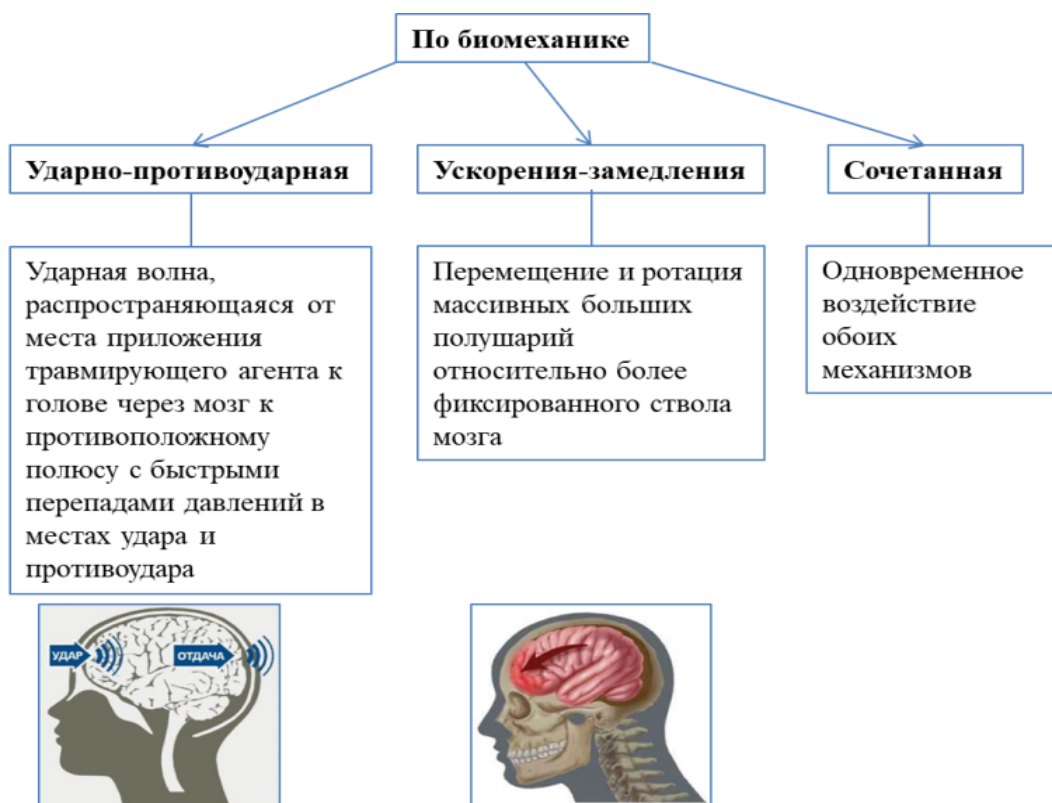 По биомеханике
Ударно-противоударная
Ускорения-замедления
Сочетанная
Ударная волна,
распространяющаяся от
места приложения
травмирующего агента к
голове через мозг к
противоположному
полюсу с быстрыми
перепадами давлений в
местах удара и
противоудара
Перемещение и ротация
массивных больших
полушарий
относительно более
фиксированного ствола
мозга
Одновременное
воздействие
обоих
механизмов
УДАР
ОТДАЧА